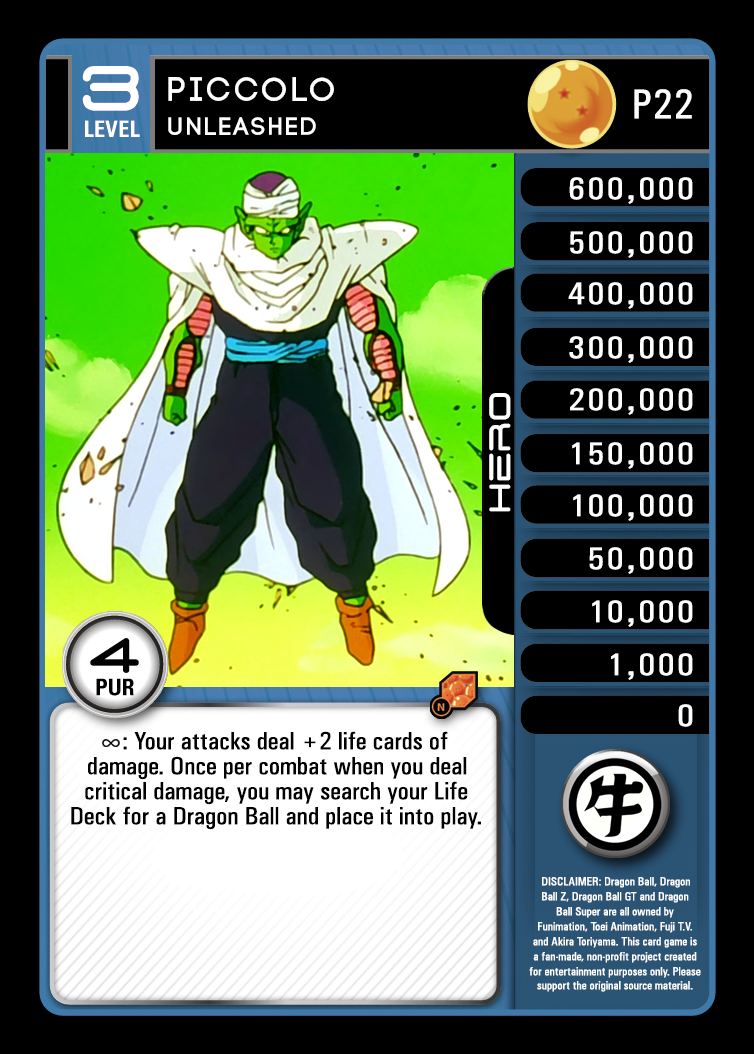 3
LEVEL
PICCOLO
UNLEASHED
P22
600,000
500,000
400,000
300,000
200,000
150,000
100,000
50,000
10,000
1,000
0
HERO
4
PUR
N
∞: Your attacks deal +2 life cards of
damage. Once per combat when you deal
critical damage, you may search your Life
Deck for a Dragon Ball and place it into play.
牛
DISCLAIMER: Dragon Ball, Dragon
Ball Z, Dragon Ball GT and Dragon
Ball Super are all owned by
Funimation, Toei Animation, Fuji T.V.
and Akira Toriyama. This card game is
a fan-made, non-profit project created
for entertainment purposes only. Please
support the original source material.